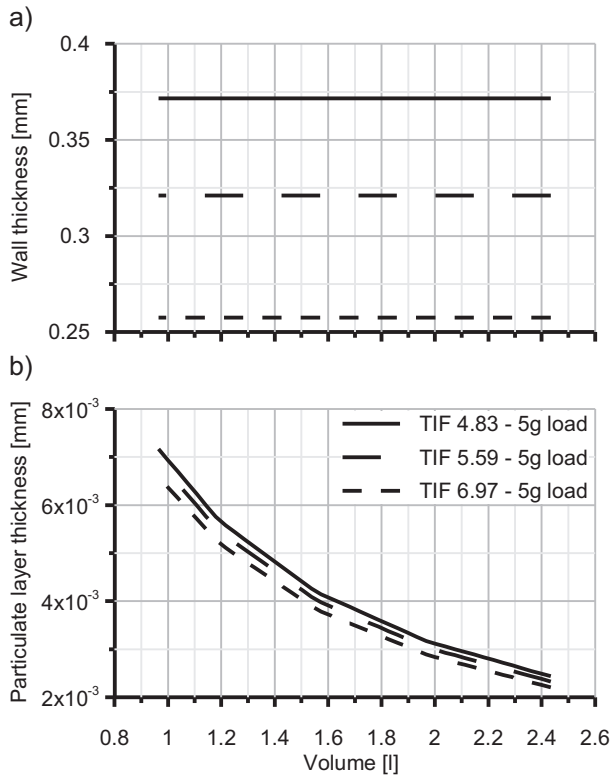 a)
Wall thickness [mm]
0.4
0.35
0.3
0.25
b)
Particulate layer thickness [mm]
8x10-3
6x10-3
4x10-3
2x10-3
TIF 4.83 - 5g load
TIF 5.59 - 5g load
TIF 6.97 - 5g load
0.8 1 1.2 1.4 1.6 1.8 2 2.2 2.4 2.6
Volume [l]